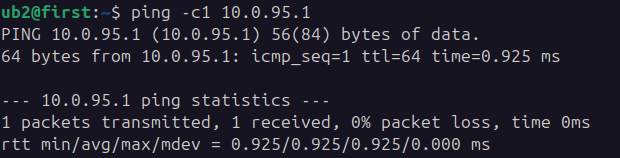 ub2@first:~$ ping -c1 10.0.95.1
PING 10.0.95.1 (10.0.95.1) 56(84) bytes of data.
64 bytes from 10.0.95.1: icmp_seq=1 ttl=64 time=0.925 ms

--- 10.0.95.1 ping statistics ---
1 packets transmitted, 1 received, 0% packet loss, time 0ms
rtt min/avg/max/mdev = 0.925/0.925/0.925/0.000 ms